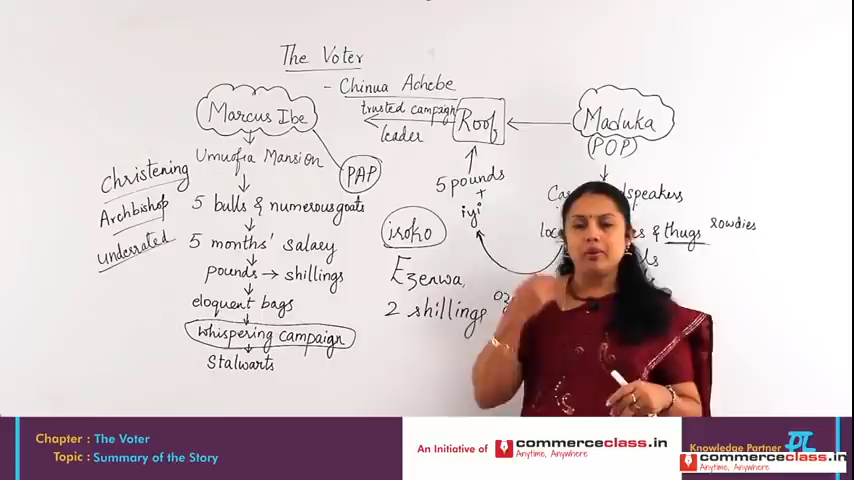 The Voter
- Chinua Achebe
Marcus Ibe
trusted campaign
leader
Roof
Maduka
(POP)
Umuofia Mansion
PAP
Christening
Archbishop
underrated
5 bulls & numerous goats
5 months' salary
pounds → shillings
eloquent bags
whispering campaign
Stalwarts
5 pounds
+
iyi
iroko
Ezenwa,
2 shillings
& thugs rowdies
Chapter : The Voter
Topic : Summary of the Story
An Initiative of commerceclass.in
Anytime, Anywhere
Knowledge Partner
commerceclass.in
Anytime, Anywhere